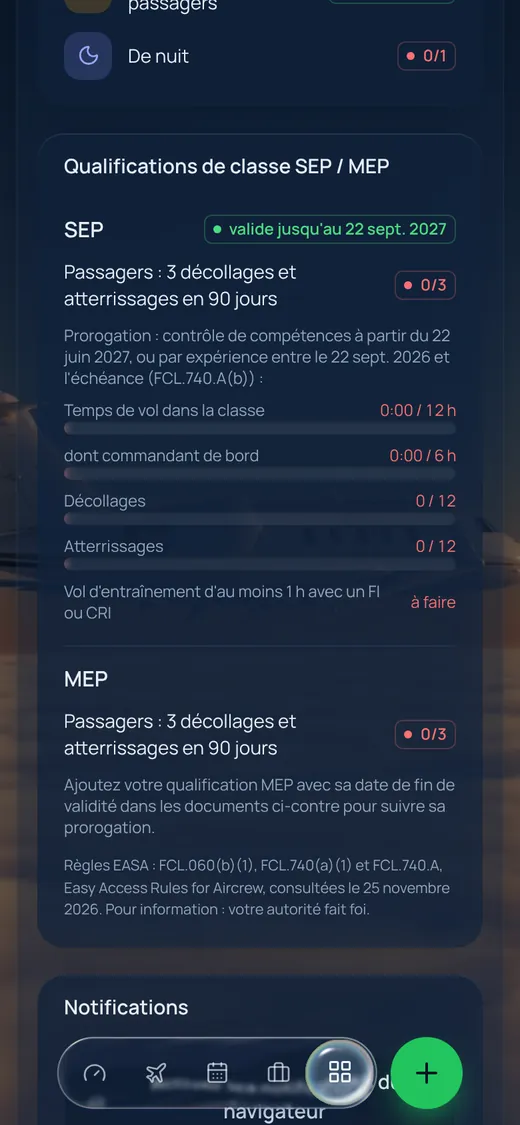 passagers
De nuit
0/1
Qualifications de classe SEP / MEP
SEP
valide jusqu'au 22 sept. 2027
Passagers : 3 décollages et
atterrissages en 90 jours
0/3
Prorogation : contrôle de compétences à partir du 22
juin 2027, ou par expérience entre le 22 sept. 2026 et
l'échéance (FCL.740.A(b)) :
Temps de vol dans la classe
0:00 / 12 h
dont commandant de bord
0:00 / 6 h
Décollages
0 / 12
Atterrissages
0 / 12
Vol d'entraînement d'au moins 1 h avec un FI
ou CRI
à faire
MEP
Passagers : 3 décollages et
atterrissages en 90 jours
0/3
Ajoutez votre qualification MEP avec sa date de fin de
validité dans les documents ci-contre pour suivre sa
prorogation.
Règles EASA : FCL.060(b)(1), FCL.740(a)(1) et FCL.740.A,
Easy Access Rules for Aircrew, consultées le 25 novembre
2026. Pour information : votre autorité fait foi.
Notifications
navigateur